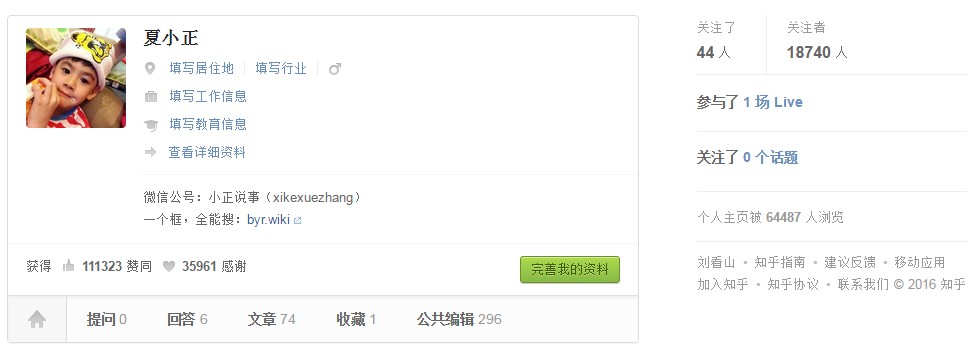 夏小正
填写居住地 填写行业
填写工作信息
填写教育信息
查看详细资料
微信公号：小正说事（xikexuezhang）
一个框，全能搜：byr.wiki
获得 111323 赞同 35961 感谢
完善我的资料
提问 0 回答 6 文章 74 收藏 1 公共编辑 296
关注了 关注者
44 人 18740 人
参与了 1 场 Live
关注了 0 个话题
个人主页被 64487 人浏览
刘看山 • 知乎指南 • 建议反馈 • 移动应用
加入知乎 • 知乎协议 • 联系我们 © 2016 知乎